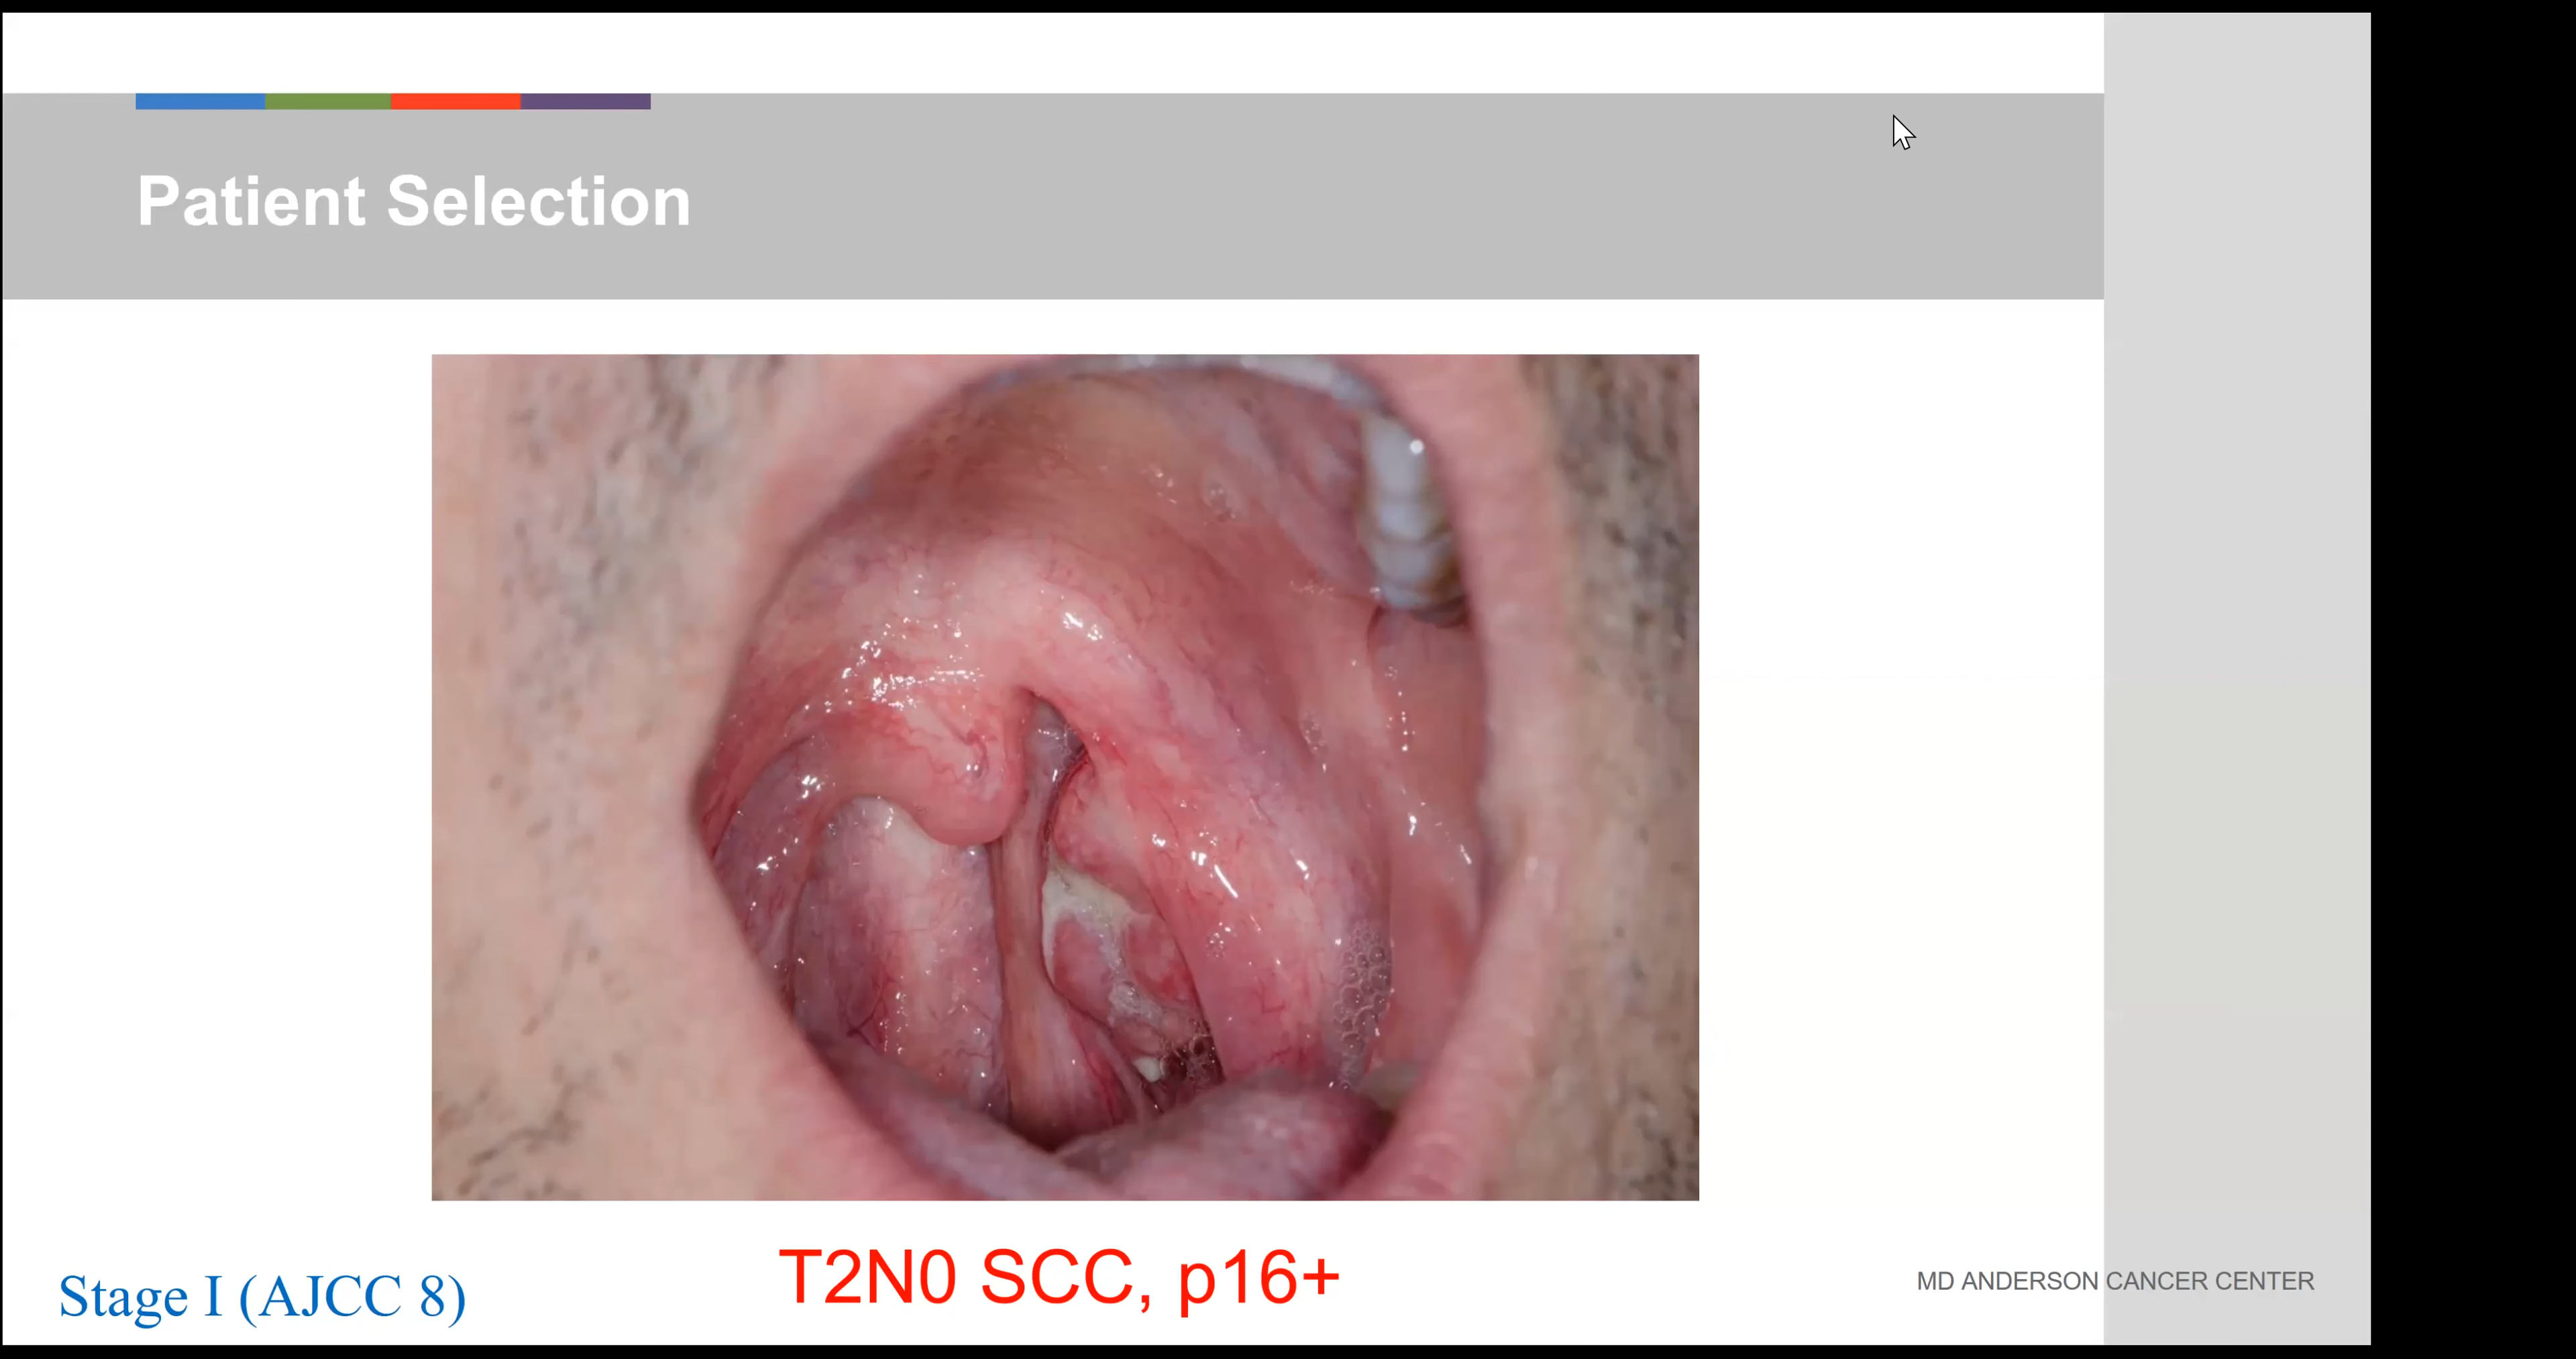 Patient Selection
T2N0 SCC, p16+
Stage I (AJCC 8)
MD ANDERSON CANCER CENTER